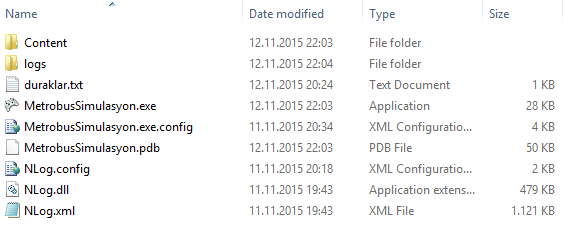 Name Date modified Type Size
Content 12.11.2015 22:03 File folder
logs 12.11.2015 22:04 File folder
duraklar.txt 12.11.2015 20:24 Text Document 1 KB
MetrobusSimulasyon.exe 12.11.2015 22:03 Application 28 KB
MetrobusSimulasyon.exe.config 11.11.2015 20:34 XML Configuratio... 4 KB
MetrobusSimulasyon.pdb 12.11.2015 22:03 PDB File 50 KB
NLog.config 11.11.2015 20:18 XML Configuratio... 2 KB
NLog.dll 11.11.2015 19:43 Application extens... 479 KB
NLog.xml 11.11.2015 19:43 XML File 1.121 KB